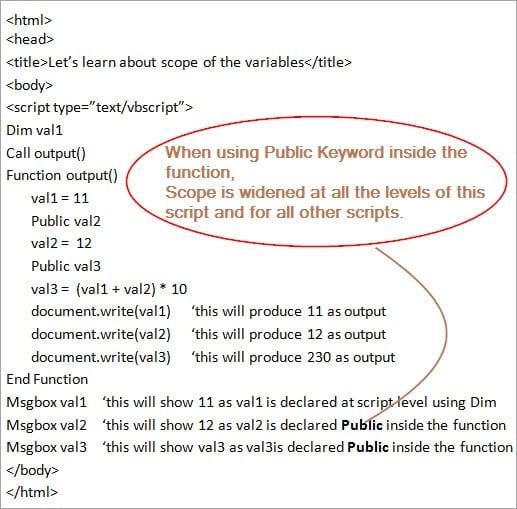 <html>
<head>
<title>Let’s learn about scope of the variables</title>
<body>
<script type=”text/vbscript”>
Dim val1
Call output()
Function output()
val1 = 11
Public val2
val2 = 12
Public val3
val3 = (val1 + val2) * 10
document.write(val1) ‘this will produce 11 as output
document.write(val2) ‘this will produce 12 as output
document.write(val3) ‘this will produce 230 as output
End Function
Msgbox val1 ‘this will show 11 as val1 is declared at script level using Dim
Msgbox val2 ‘this will show 12 as val2 is declared Public inside the function
Msgbox val3 ‘this will show val3 as val3is declared Public inside the function
</body>
</html>
When using Public Keyword inside the
function,
Scope is widened at all the levels of this
script and for all other scripts.